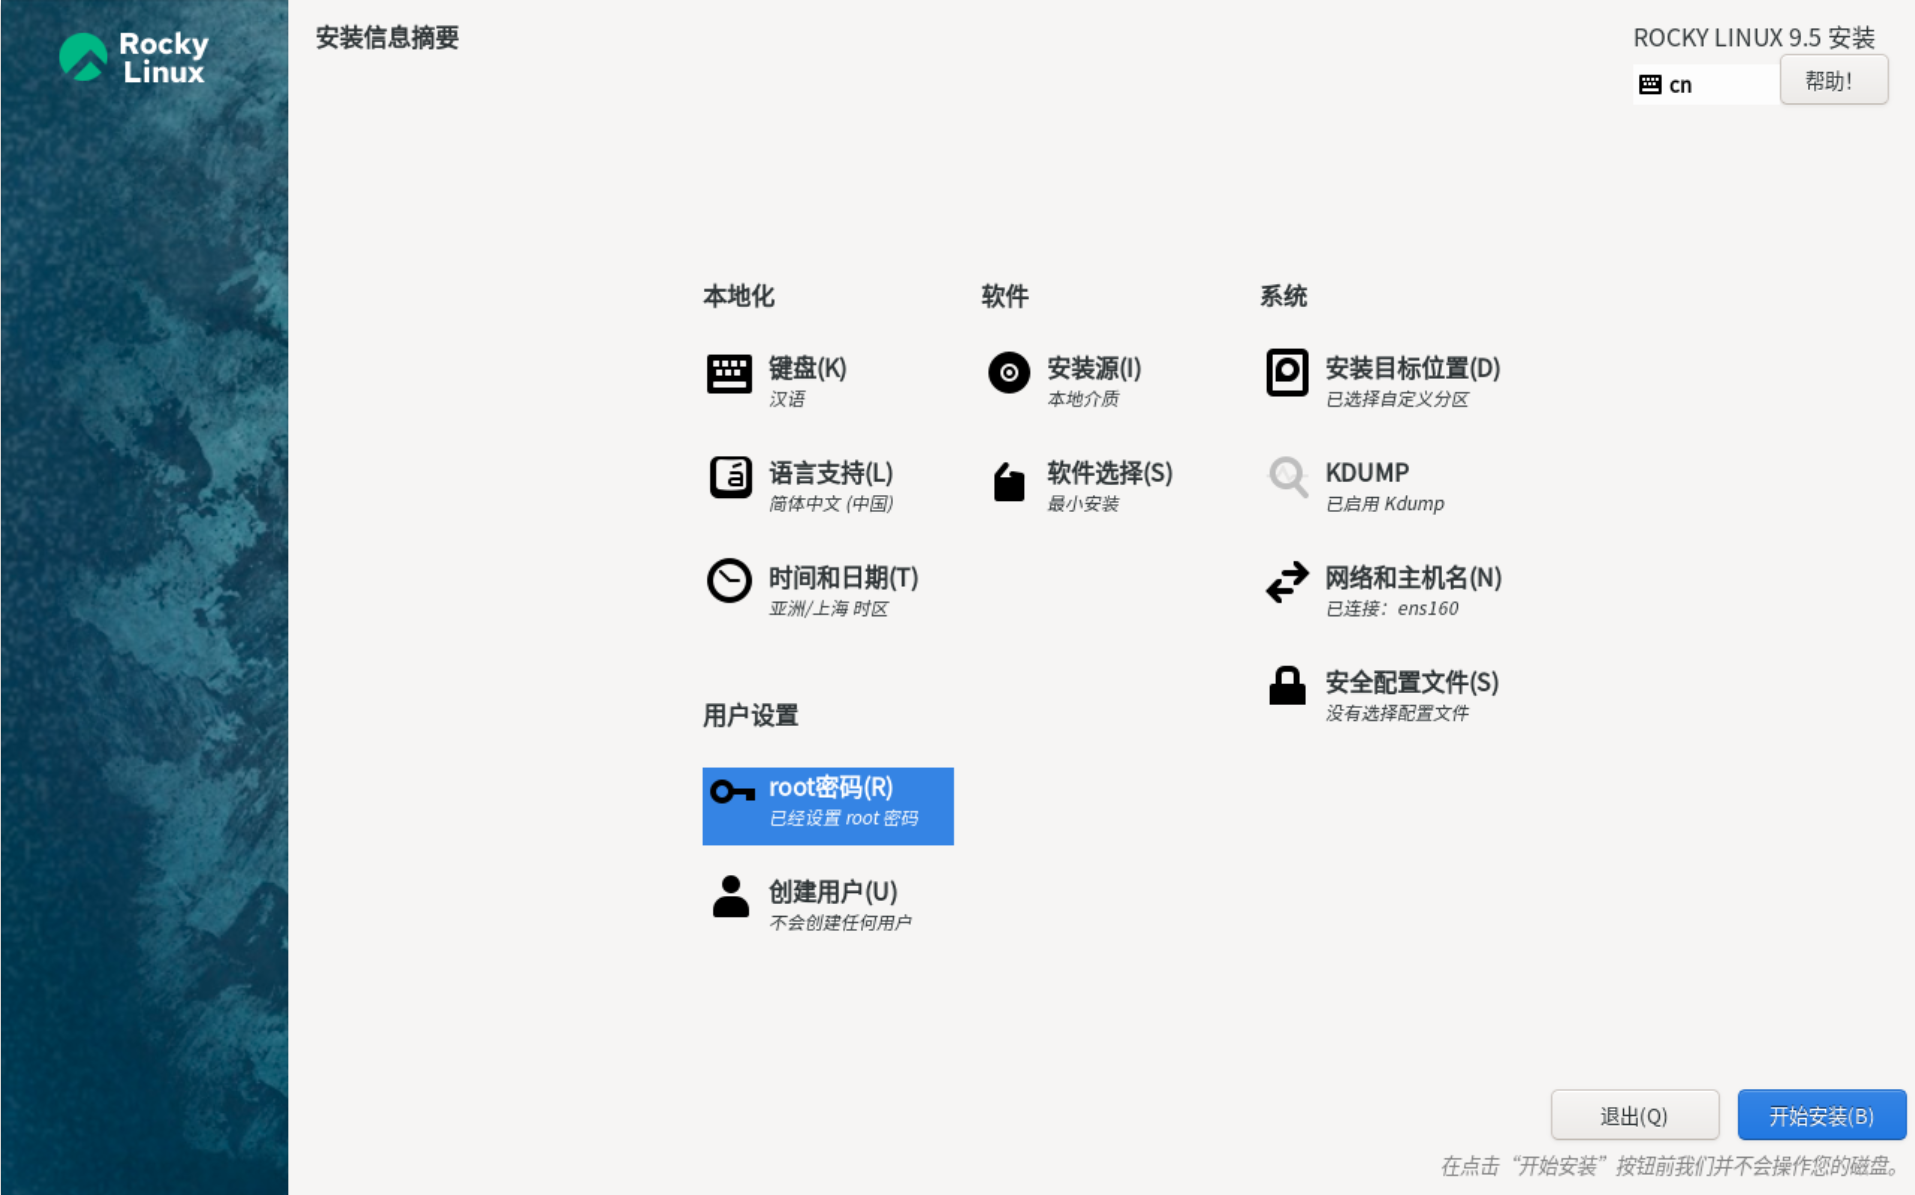 Rocky
Linux
安装信息摘要
ROCKY LINUX 9.5 安装
cn
帮助！
本地化
键盘(K)
汉语
语言支持(L)
简体中文 (中国)
时间和日期(T)
亚洲/上海 时区
软件
安装源(I)
本地介质
软件选择(S)
最小安装
系统
安装目标位置(D)
已选择自定义分区
KDUMP
已启用 Kdump
网络和主机名(N)
已连接：ens160
安全配置文件(S)
没有选择配置文件
用户设置
root密码(R)
已经设置 root 密码
创建用户(U)
不会创建任何用户
退出(Q)
开始安装(B)
在点击“开始安装”按钮前我们并不会操作您的磁盘。